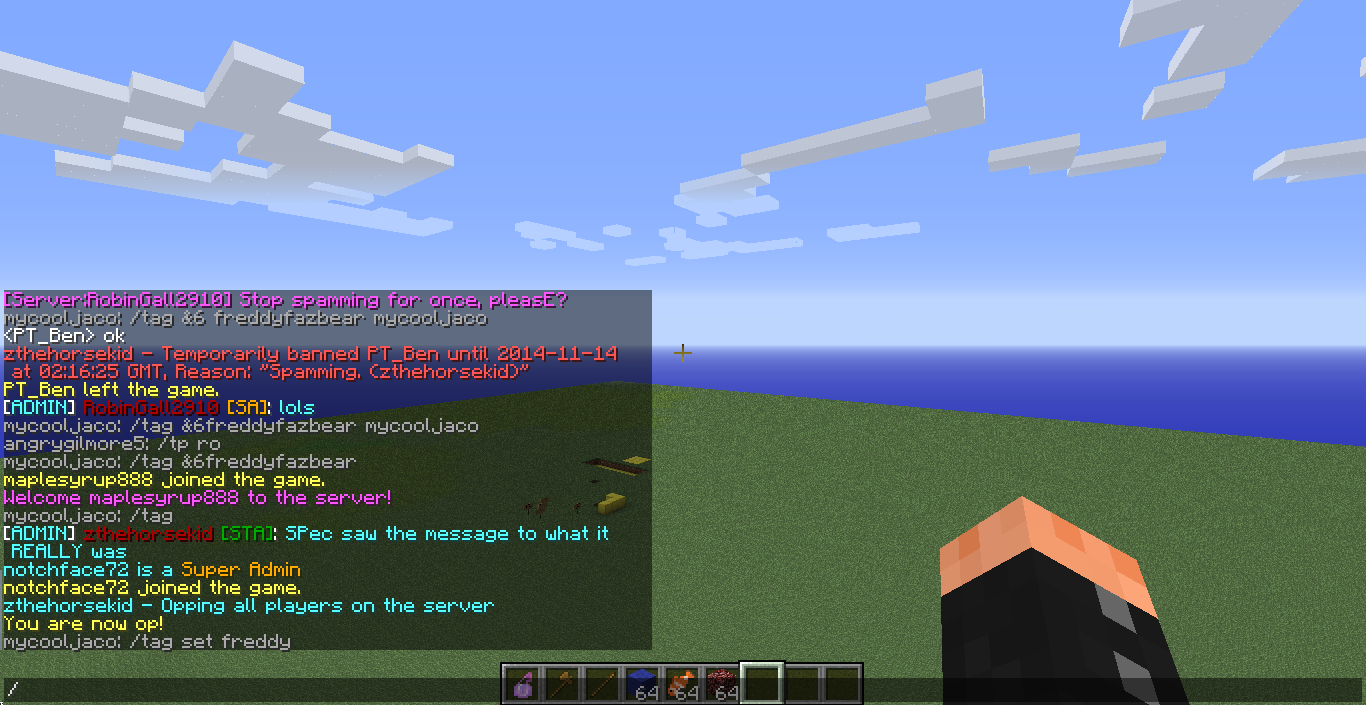 [Server:RobinGall2910] Stop spamming for once, pleasE?
mycooljaco: /tag &6 freddyfazbear mycooljaco
<PT_Ben> ok
zthehorsekid - Temporarily banned PT_Ben until 2014-11-14
at 02:16:25 GMT, Reason: "Spamming. (zthehorsekid)"
PT_Ben left the game.
[ADMIN] RobinGall2910 [SA]: lols
mycooljaco: /tag &6freddyfazbear mycooljaco
angrygilmore5: /tp ro
mycooljaco: /tag &6freddyfazbear
maplesyrup888 joined the game.
Welcome maplesyrup888 to the server!
mycooljaco: /tag
[ADMIN] zthehorsekid [STA]: SPec saw the message to what it
REALLY was
notchface72 is a Super Admin
notchface72 joined the game.
zthehorsekid - Opping all players on the server
You are now op!
mycooljaco: /tag set freddy
64 64 64
/